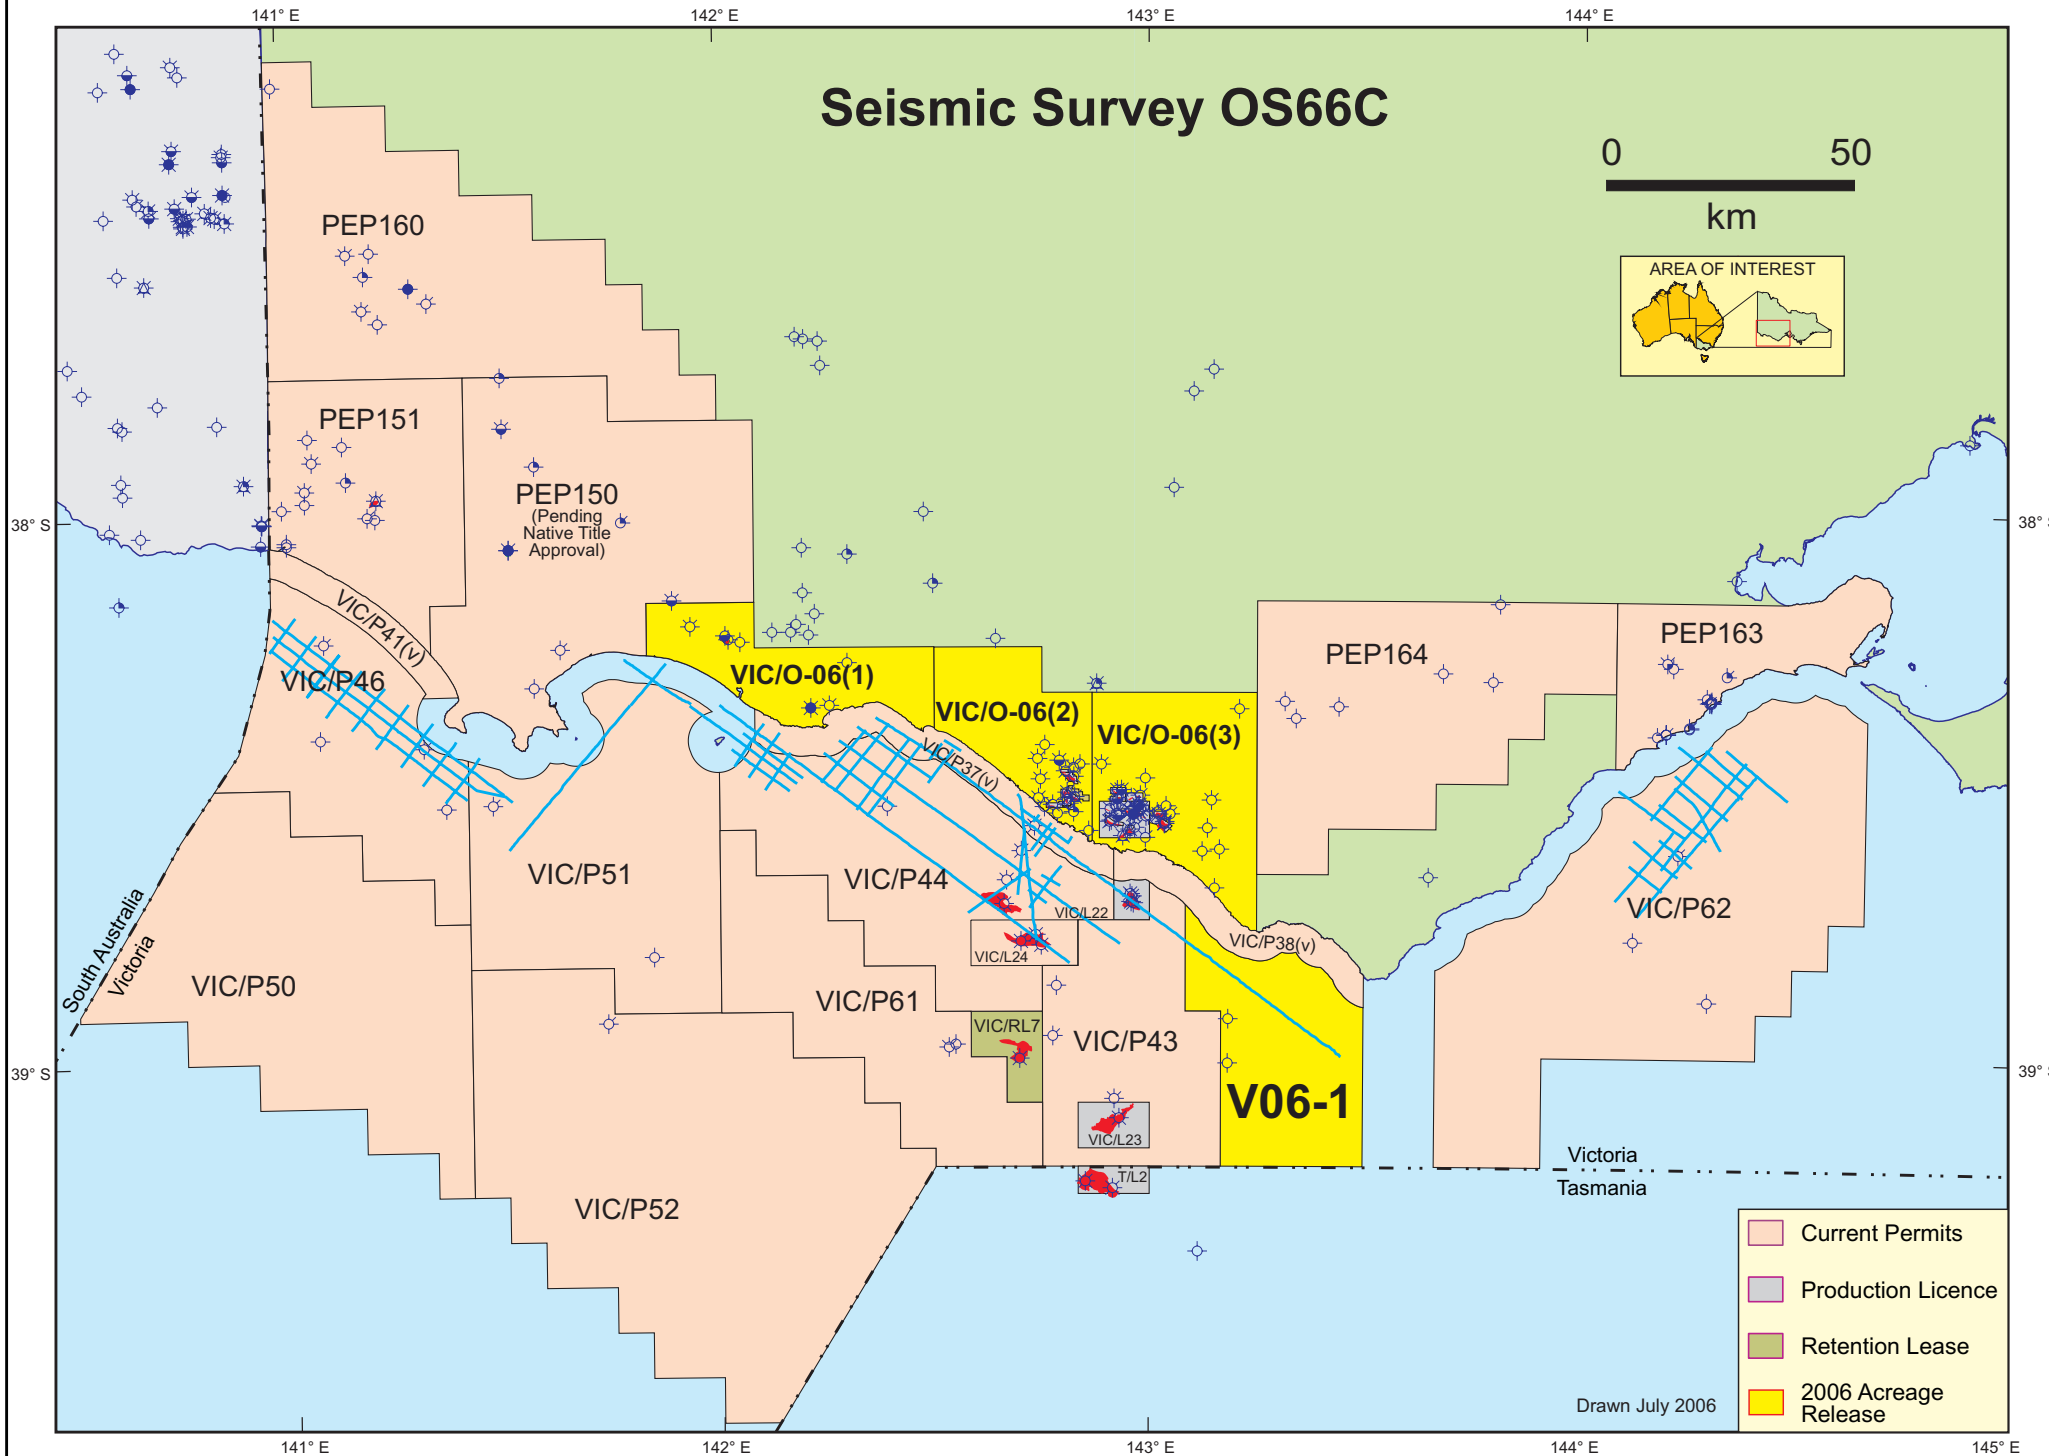 141° E
142° E
143° E
144° E
Seismic Survey OS66C
0
50
km
AREA OF INTEREST
PEP160
PEP151
PEP150
(Pending
Native Title
Approval)
38° S
38° S
VIC/P41(v)
VIC/P46
VIC/O-06(1)
VIC/O-06(2)
VIC/O-06(3)
PEP164
PEP163
VIC/P37(v)
VIC/P51
VIC/P44
VIC/L22
VIC/P62
VIC/P38(v)
VIC/L24
South Australia
Victoria
VIC/P50
VIC/P61
VIC/RL7
VIC/P43
39° S
39° S
V06-1
VIC/L23
T/L2
Victoria
Tasmania
VIC/P52
Current Permits
Production Licence
Retention Lease
2006 Acreage
Release
Drawn July 2006
141° E
142° E
143° E
144° E
145° E